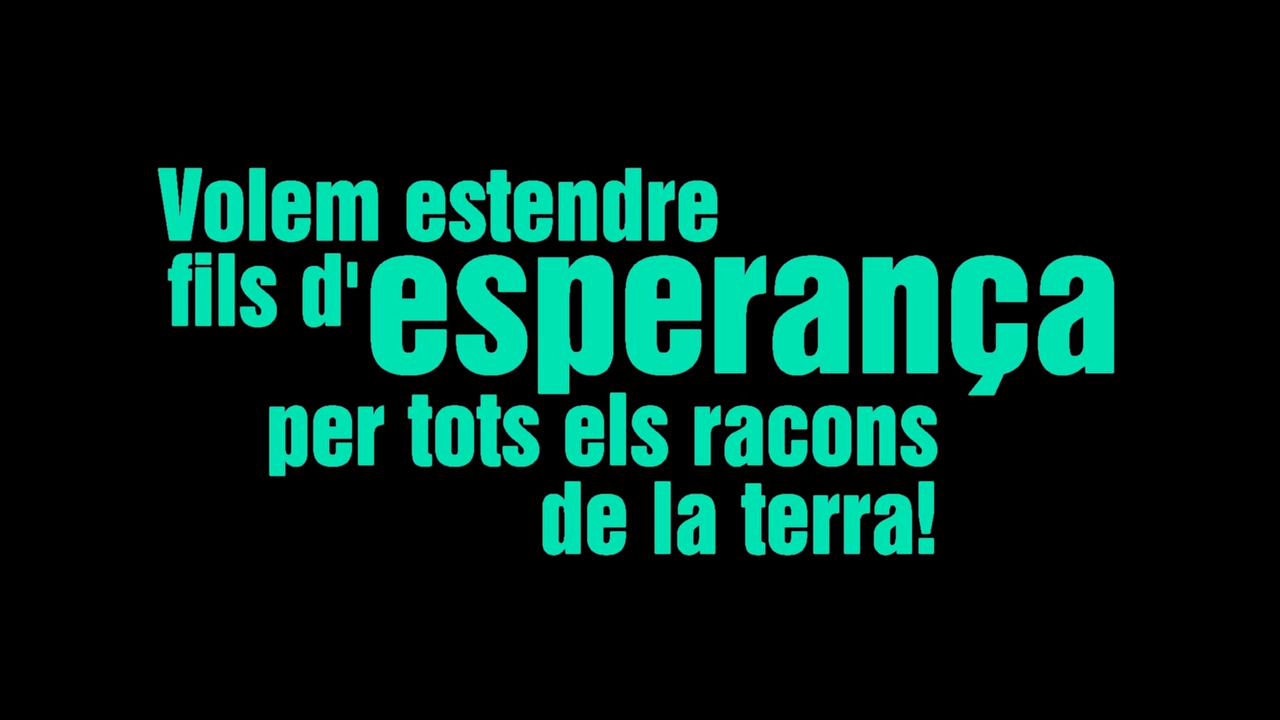 Volem estendre
fils d'esperança
per tots els racons
de la terra!